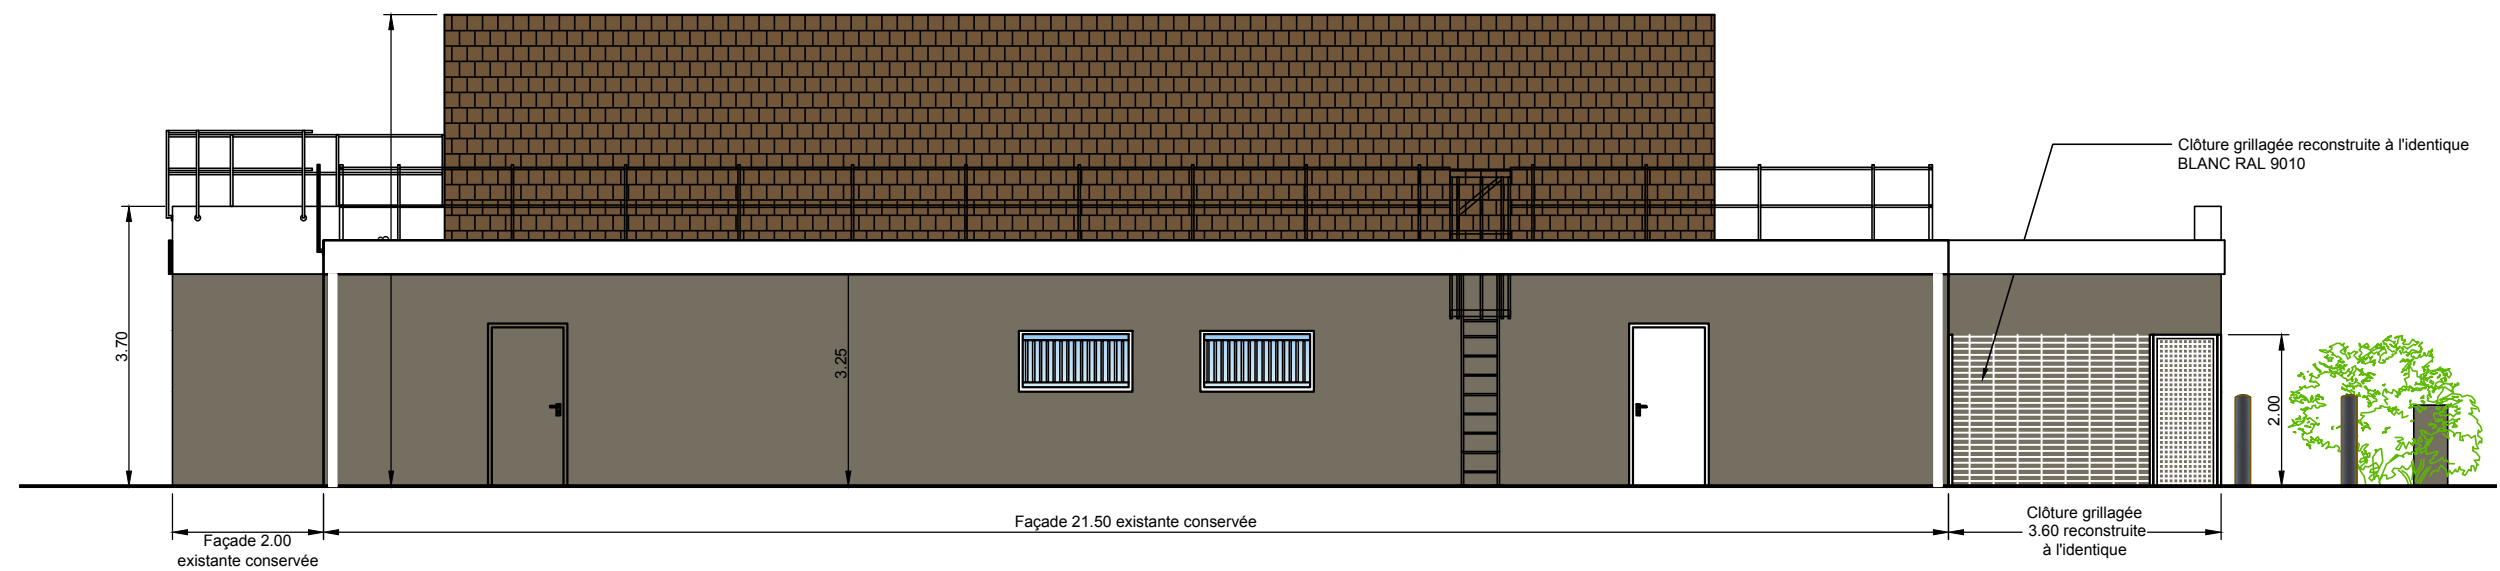 Clôture grillagée reconstruite à l'identique
BLANC RAL 9010
3.70
3.25
2.00
Façade 21.50 existante conservée
Façade 2.00
existante conservée
Clôture grillagée
3.60 reconstruite
à l'identique